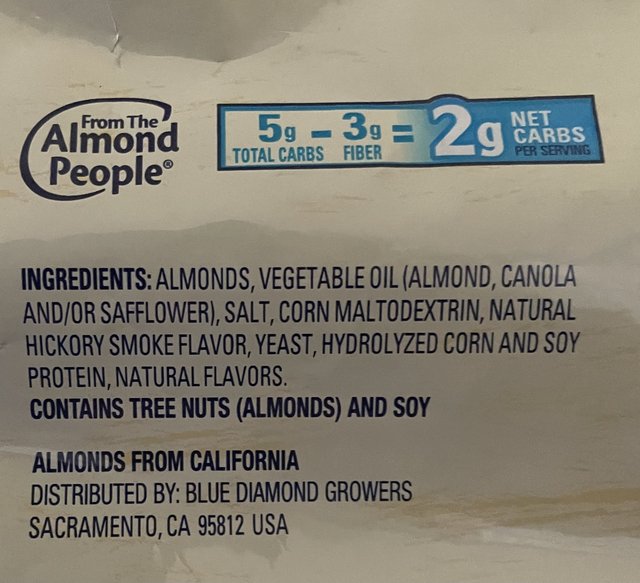 From The
Almond
People®
5g - 3g = 2g NET CARBS PER SERVING
TOTAL CARBS FIBER
INGREDIENTS: ALMONDS, VEGETABLE OIL (ALMOND, CANOLA
AND/OR SAFFLOWER), SALT, CORN MALTODEXTRIN, NATURAL
HICKORY SMOKE FLAVOR, YEAST, HYDROLYZED CORN AND SOY
PROTEIN, NATURAL FLAVORS.
CONTAINS TREE NUTS (ALMONDS) AND SOY
ALMONDS FROM CALIFORNIA
DISTRIBUTED BY: BLUE DIAMOND GROWERS
SACRAMENTO, CA 95812 USA